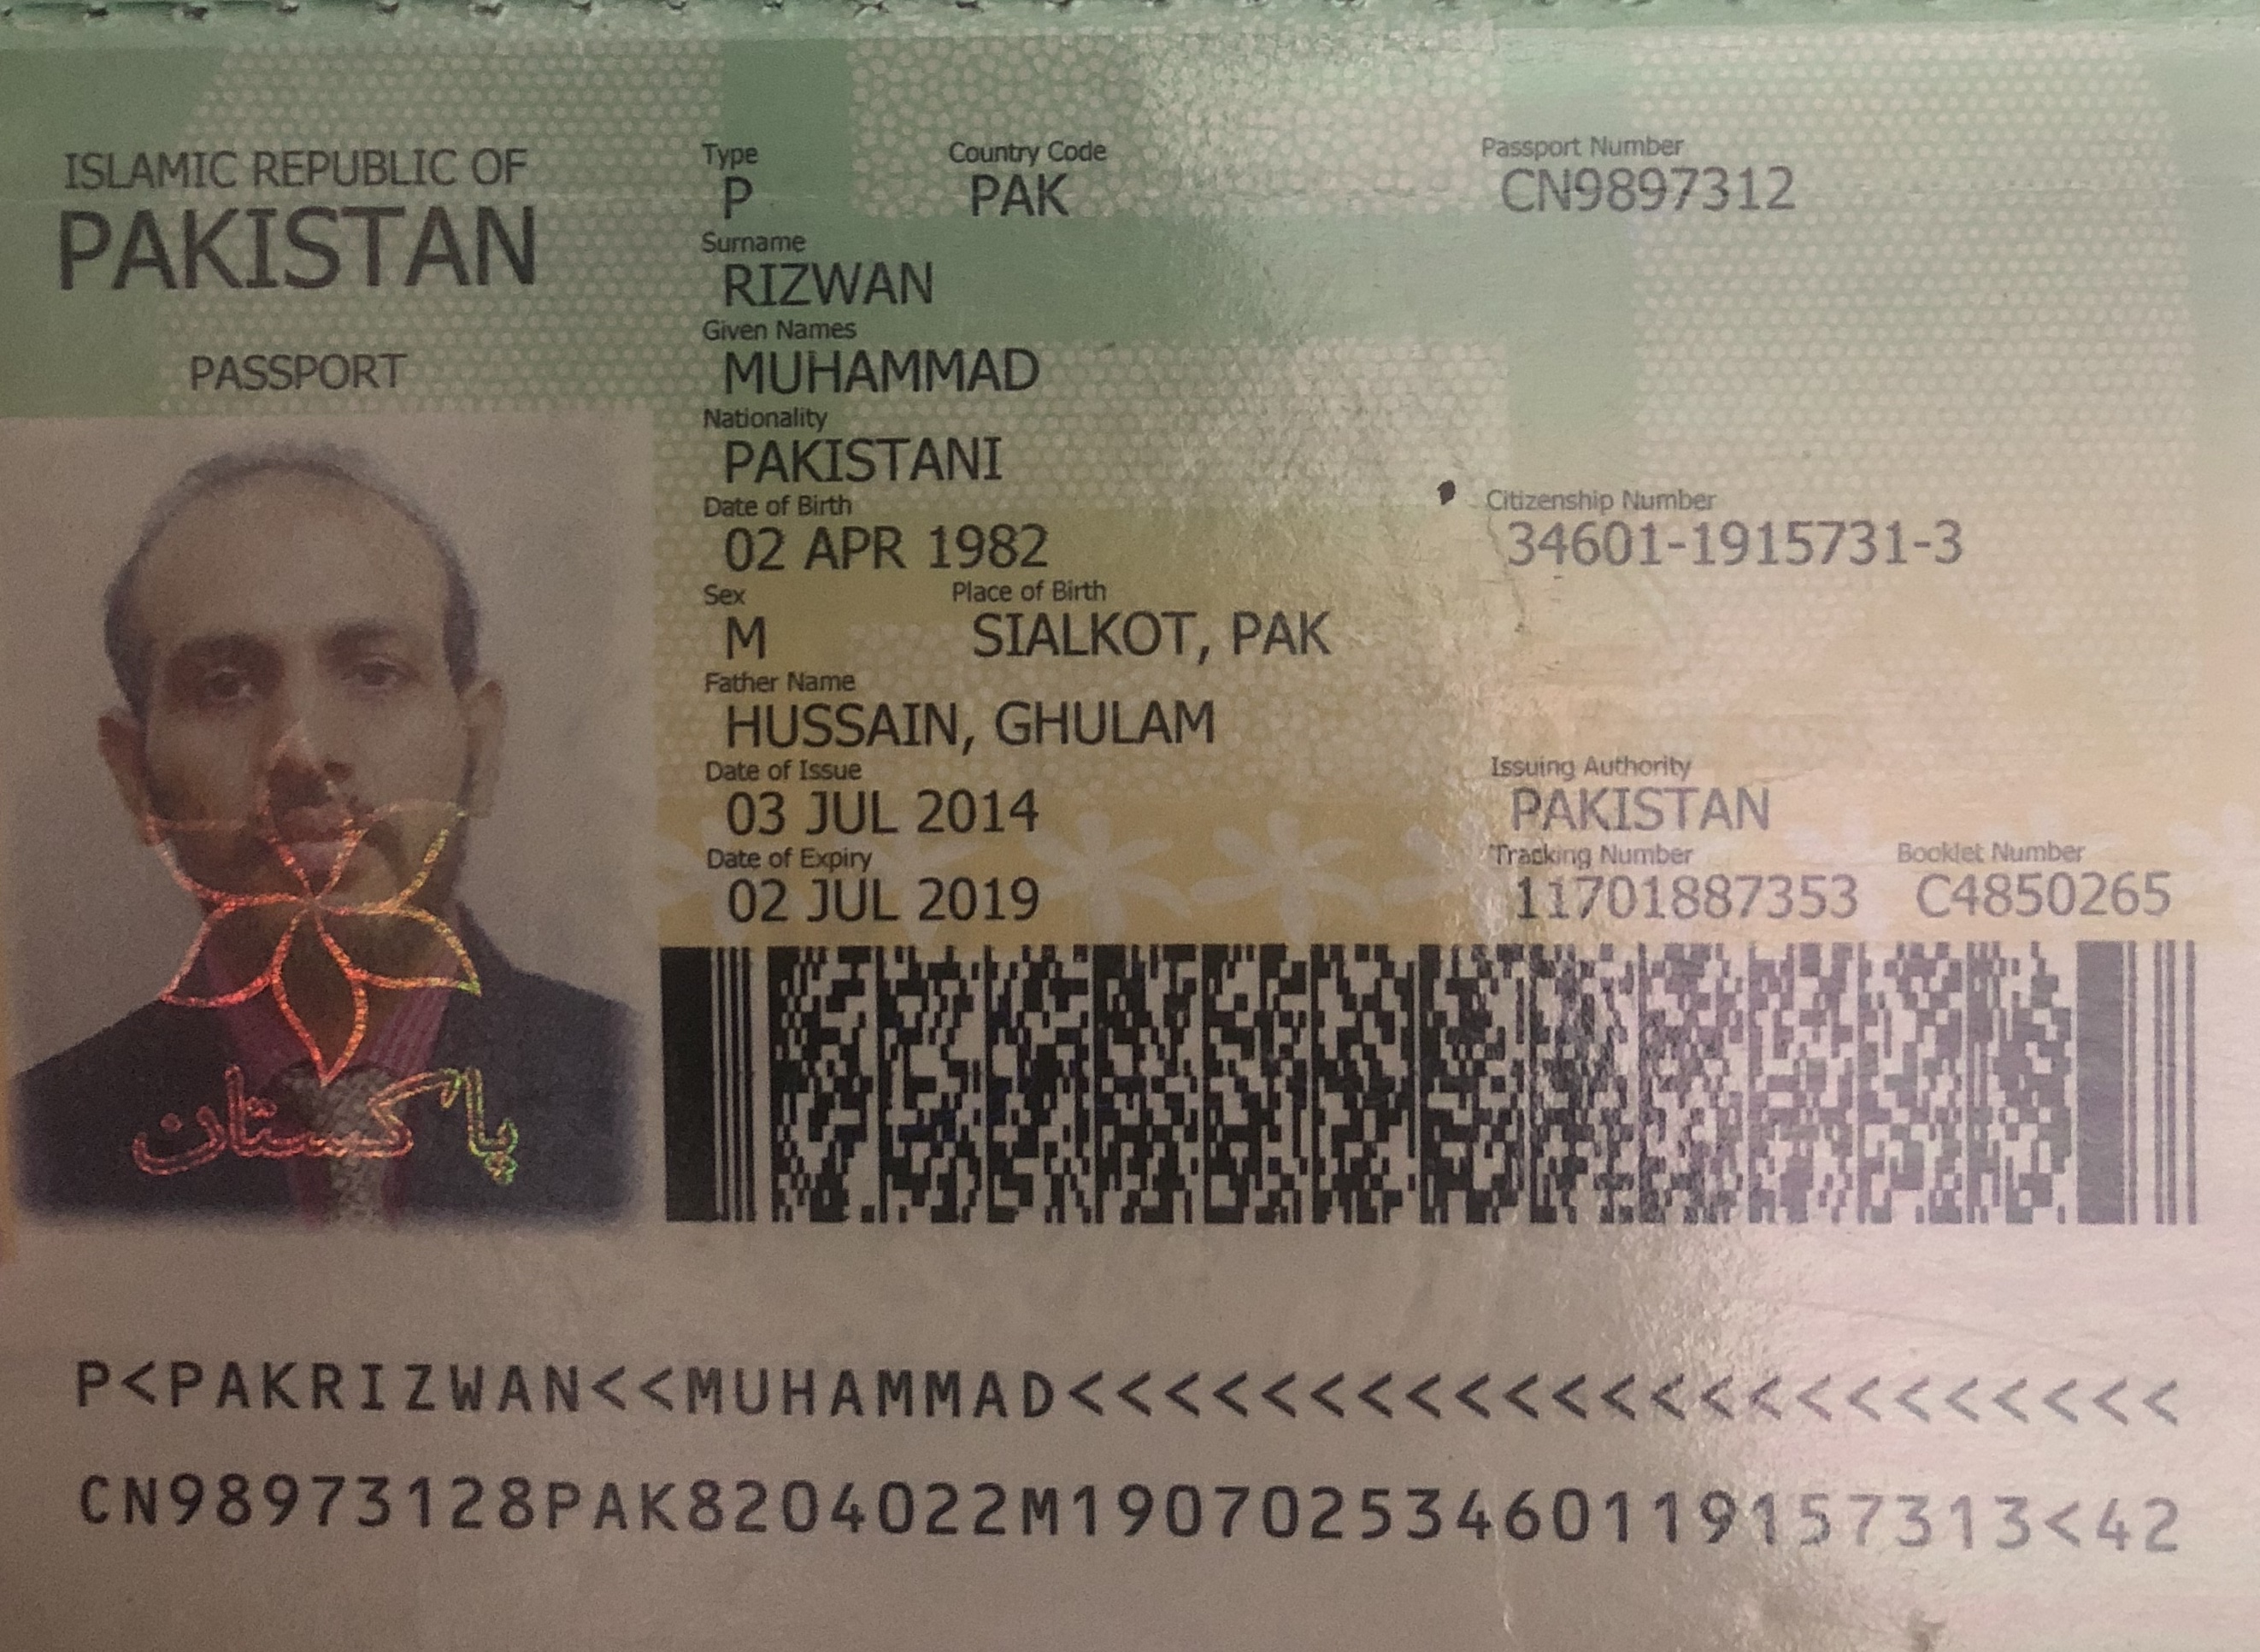 ISLAMIC REPUBLIC OF
PAKISTAN
PASSPORT
Type Country Code Passport Number
P PAK CN9897312
Surname
RIZWAN
Given Names
MUHAMMAD
Nationality
PAKISTANI
Date of Birth Citizenship Number
02 APR 1982 34601-1915731-3
Sex Place of Birth
M SIALKOT, PAK
Father Name
HUSSAIN, GHULAM
Date of Issue Issuing Authority
03 JUL 2014 PAKISTAN
Date of Expiry Tracking Number Booklet Number
02 JUL 2019 11701887353 C4850265
پاکستان
P<PAKRIZWAN<<MUHAMMAD<<<<<<<<<<<<<<<<<<<<<<<
CN98973128PAK8204022M1907025346011915​7313<42